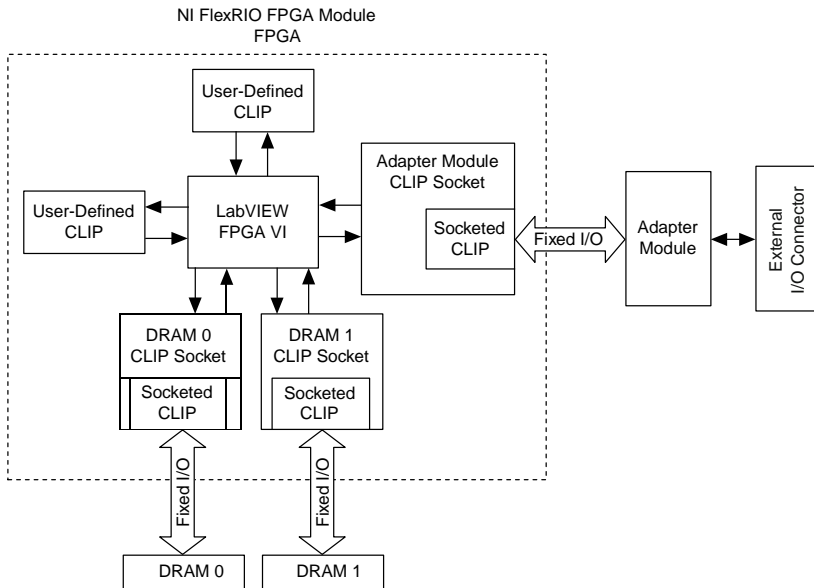 NI FlexRIO FPGA Module
FPGA
User-Defined
CLIP
User-Defined
CLIP
LabVIEW
FPGA VI
Adapter Module
CLIP Socket
Socketed
CLIP
Fixed I/O
Adapter
Module
External
I/O Connector
DRAM 0
CLIP Socket
Socketed
CLIP
DRAM 1
CLIP Socket
Socketed
CLIP
Fixed I/O
Fixed I/O
DRAM 0
DRAM 1